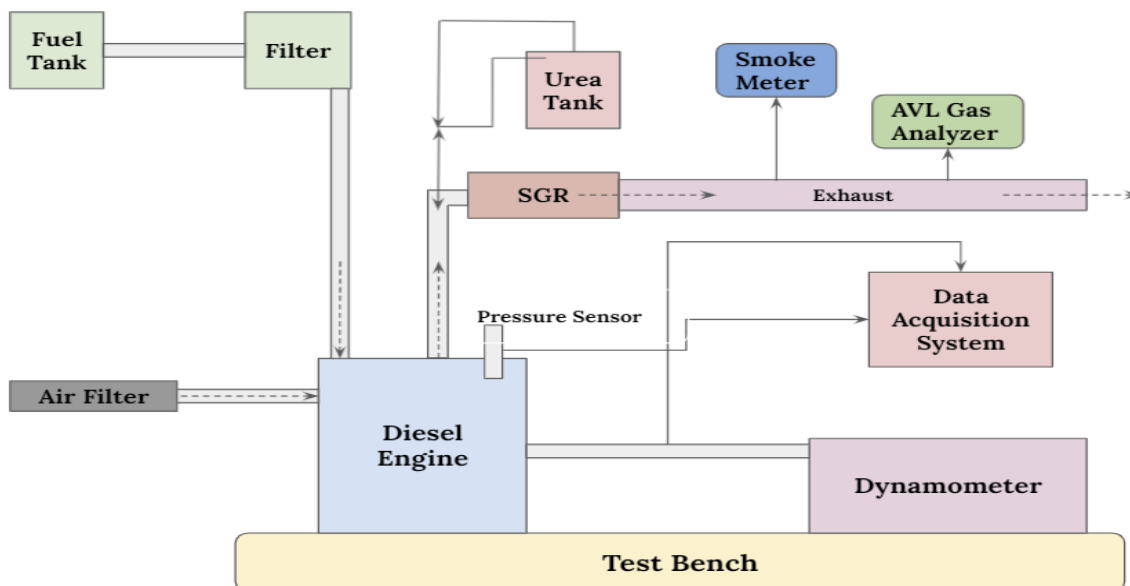 Fuel
Tank
Filter
Urea
Tank
Smoke
Meter
AVL Gas
Analyzer
SGR
Exhaust
Pressure Sensor
Data
Acquisition
System
Air Filter
Diesel
Engine
Dynamometer
Test Bench